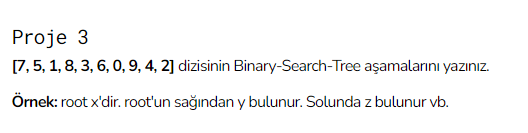 Proje 3
[7, 5, 1, 8, 3, 6, 0, 9, 4, 2] dizisinin Binary-Search-Tree aşamalarını yazınız.
Örnek: root x'dir. root'un sağından y bulunur. Solunda z bulunur vb.